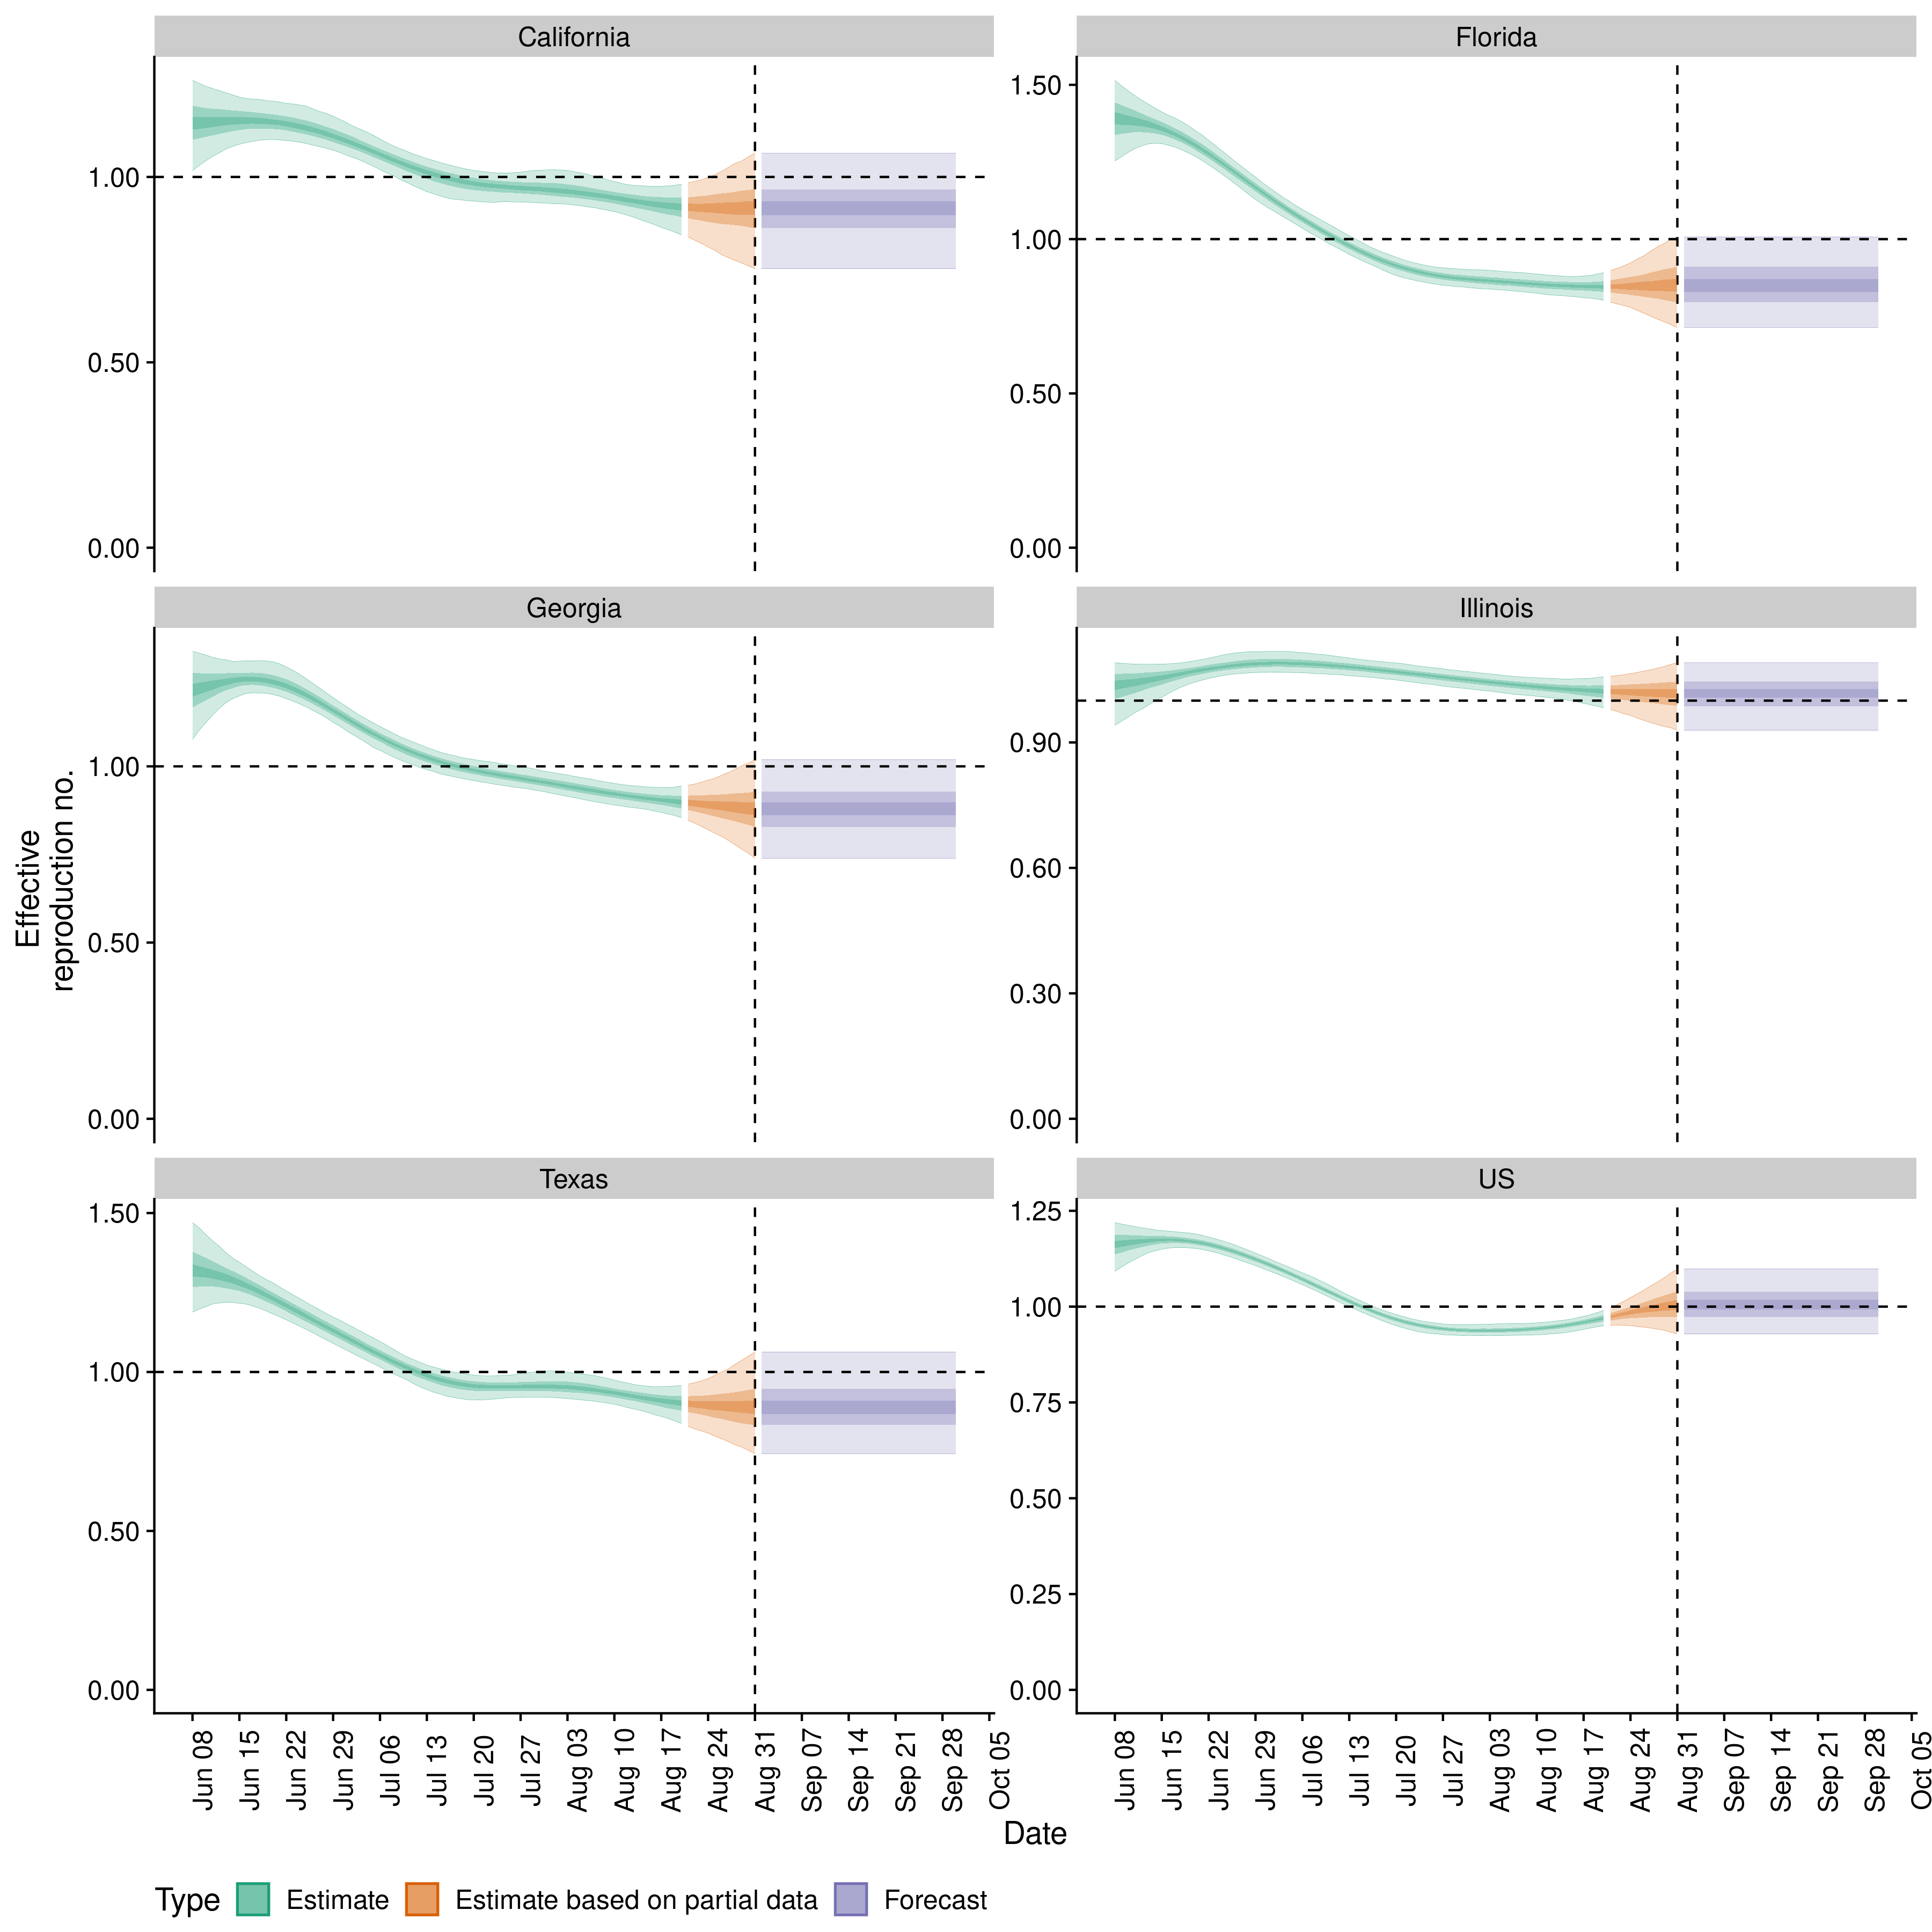 California
Florida
1.00
0.50
0.00
1.50
1.00
0.50
0.00
Georgia
Illinois
1.00
0.50
0.00
0.90
0.60
0.30
0.00
Effective
reproduction no.
Texas
US
1.50
1.00
0.50
0.00
1.25
1.00
0.75
0.50
0.25
0.00
Jun 08
Jun 15
Jun 22
Jun 29
Jul 06
Jul 13
Jul 20
Jul 27
Aug 03
Aug 10
Aug 17
Aug 24
Aug 31
Sep 07
Sep 14
Sep 21
Sep 28
Oct 05
Jun 08
Jun 15
Jun 22
Jun 29
Jul 06
Jul 13
Jul 20
Jul 27
Aug 03
Aug 10
Aug 17
Aug 24
Aug 31
Sep 07
Sep 14
Sep 21
Sep 28
Oct 05
Date
Type Estimate Estimate based on partial data Forecast